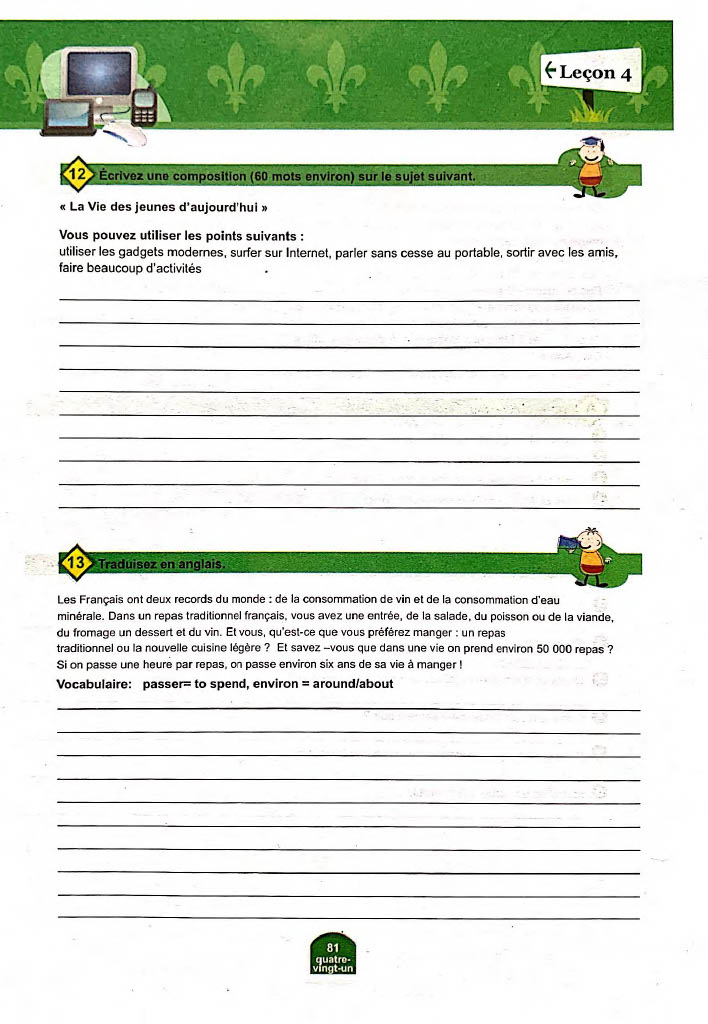 Leçon 4
12 Écrivez une composition (60 mots environ) sur le sujet suivant.
« La Vie des jeunes d'aujourd'hui »
Vous pouvez utiliser les points suivants :
utiliser les gadgets modernes, surfer sur Internet, parler sans cesse au portable, sortir avec les amis,
faire beaucoup d'activités
13 Traduisez en anglais.
Les Français ont deux records du monde : de la consommation de vin et de la consommation d'eau
minérale. Dans un repas traditionnel français, vous avez une entrée, de la salade, du poisson ou de la viande,
du fromage un dessert et du vin. Et vous, qu'est-ce que vous préférez manger : un repas
traditionnel ou la nouvelle cuisine légère ? Et savez –vous que dans une vie on prend environ 50 000 repas ?
Si on passe une heure par repas, on passe environ six ans de sa vie à manger !
Vocabulaire: passer= to spend, environ = around/about
81
quatre-
vingt-un